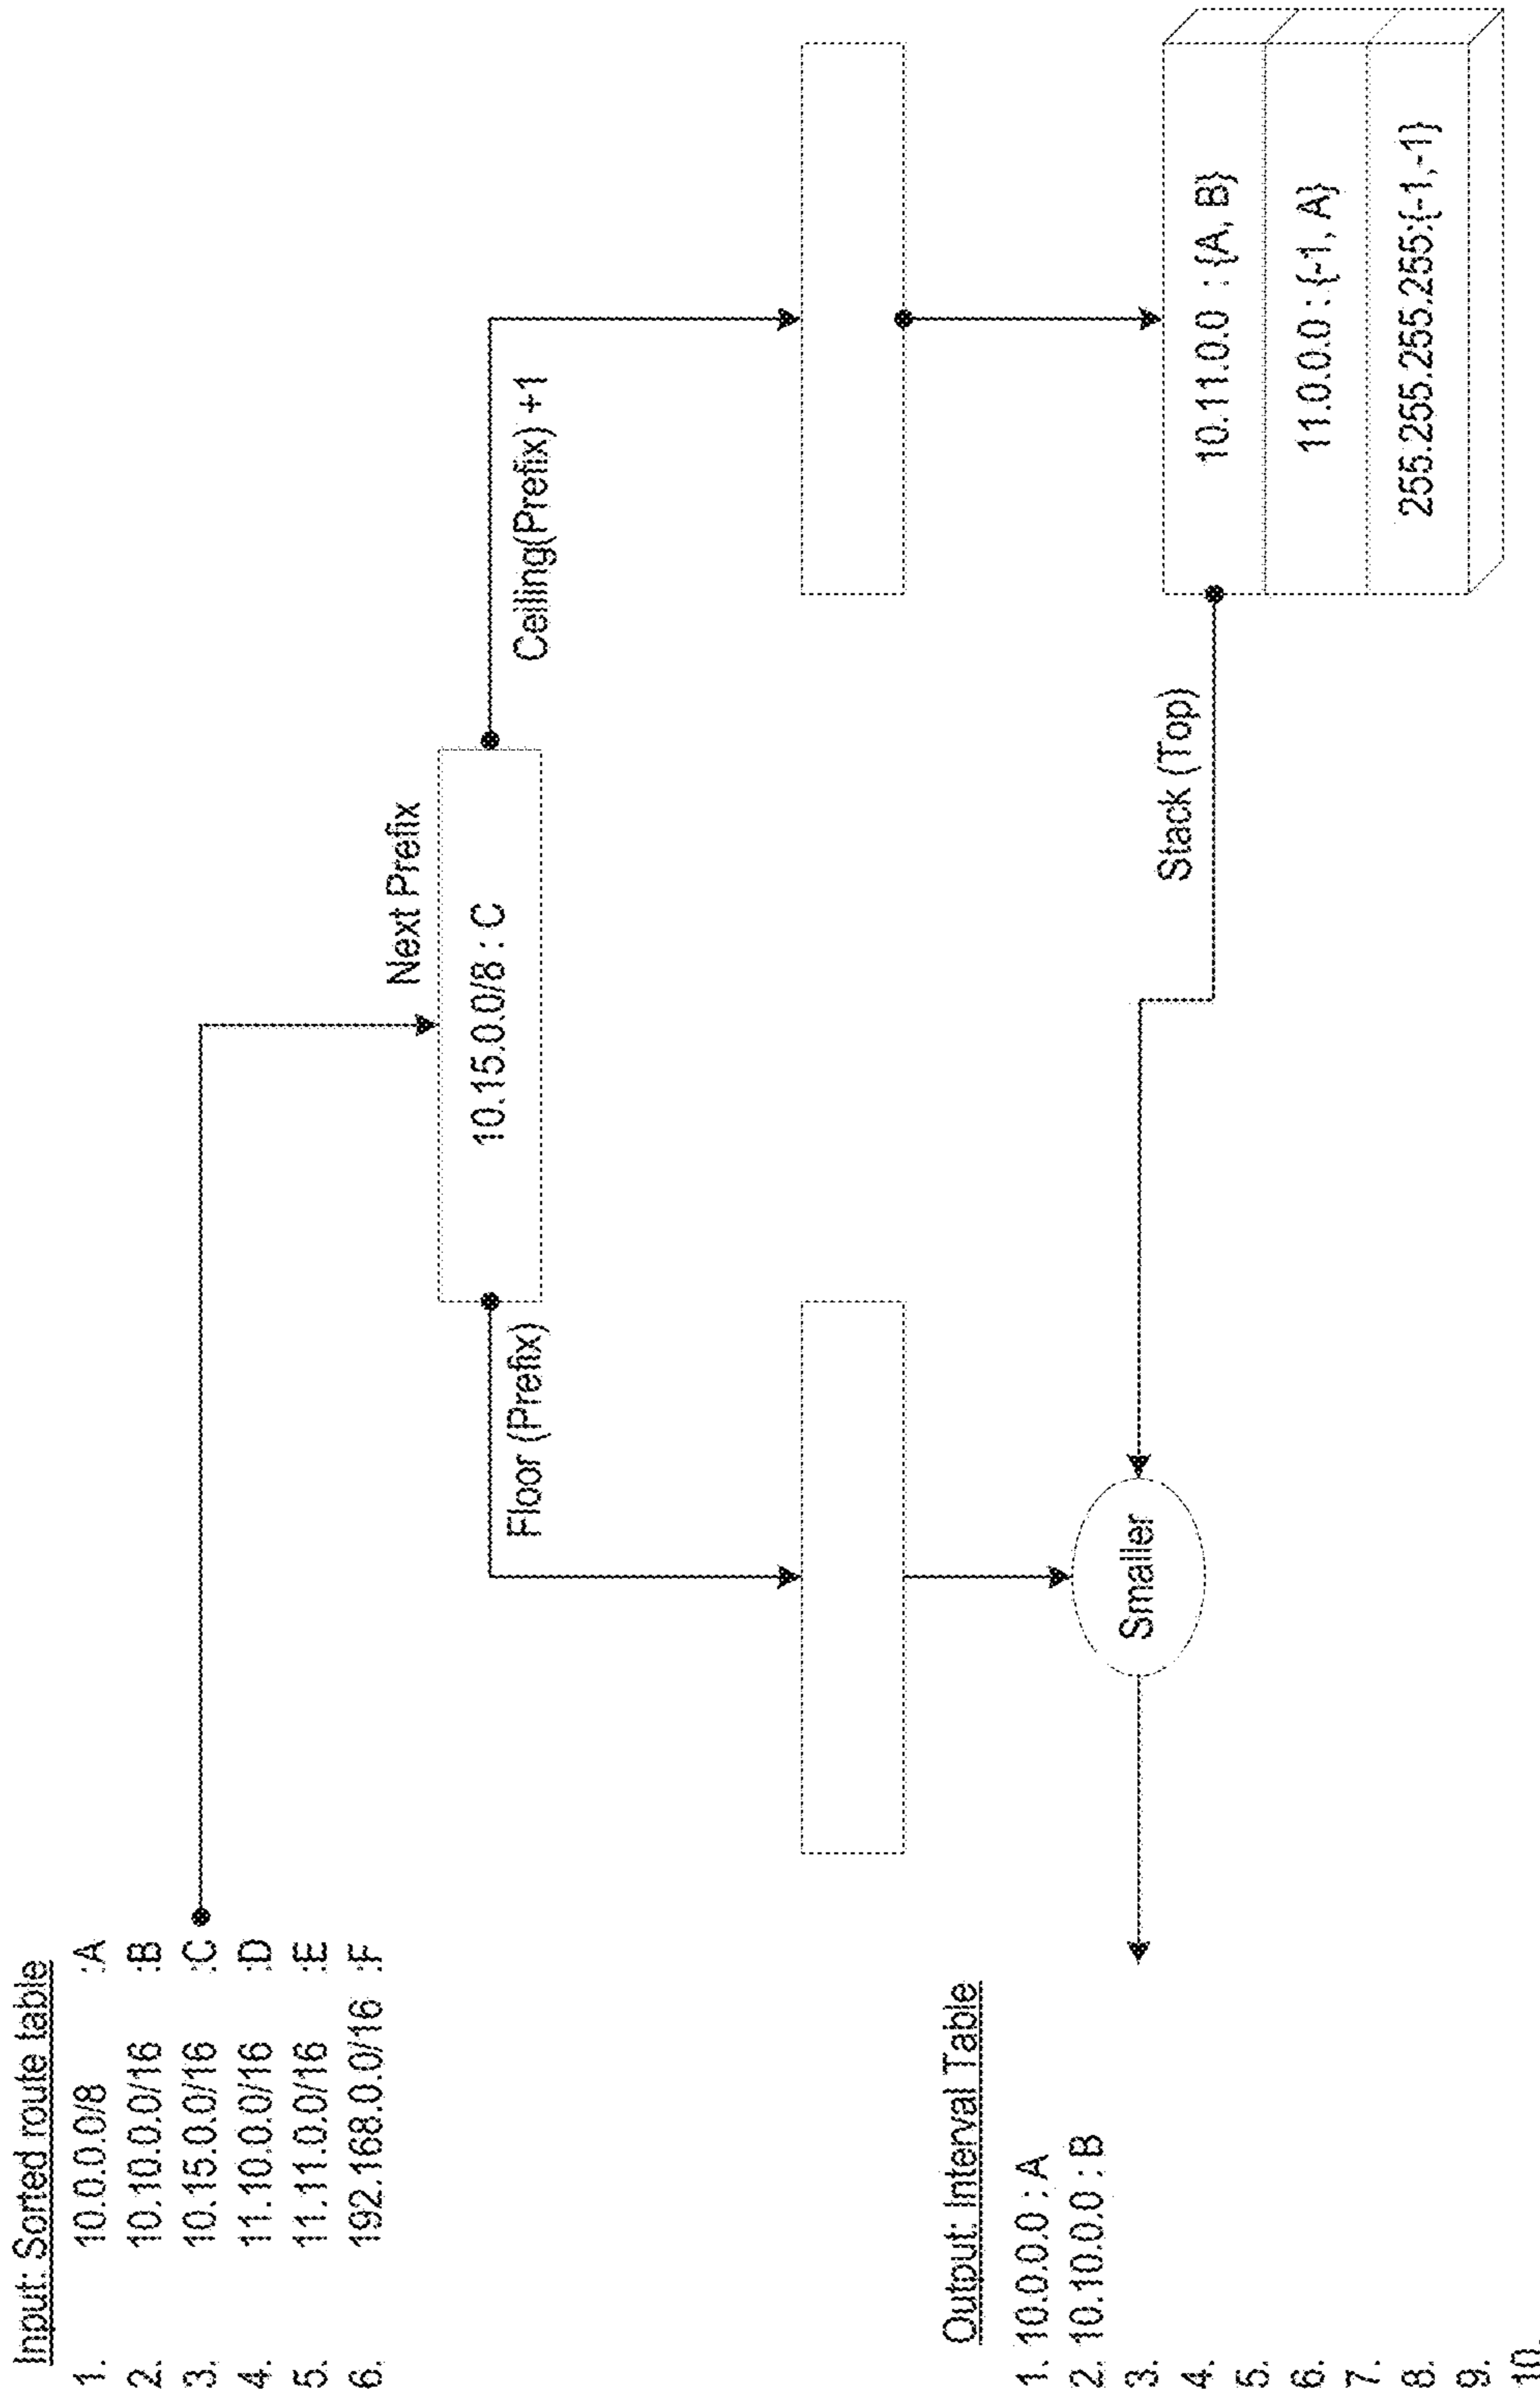 Input: Sorted route table
1. 10.0.0.0/8 :A
2. 10.10.0.0/16 :B
3. 10.15.0.0/16 :C
4. 11.10.0.0/16 :D
5. 11.11.0.0/16 :E
6. 192.168.0.0/16 :F
Next Prefix
10.15.0.0/8 : C
Floor (Prefix)
Ceiling(Prefix) +1
Output: Interval Table
1. 10.0.0.0 : A
2. 10.10.0.0 : B
3.
4.
5.
6.
7.
8.
9.
10.
Smaller
Stack (Top)
10.11.0.0 : {A, B}
11.0.0.0 : {-1, A}
255.255.255.255:{-1,-1}